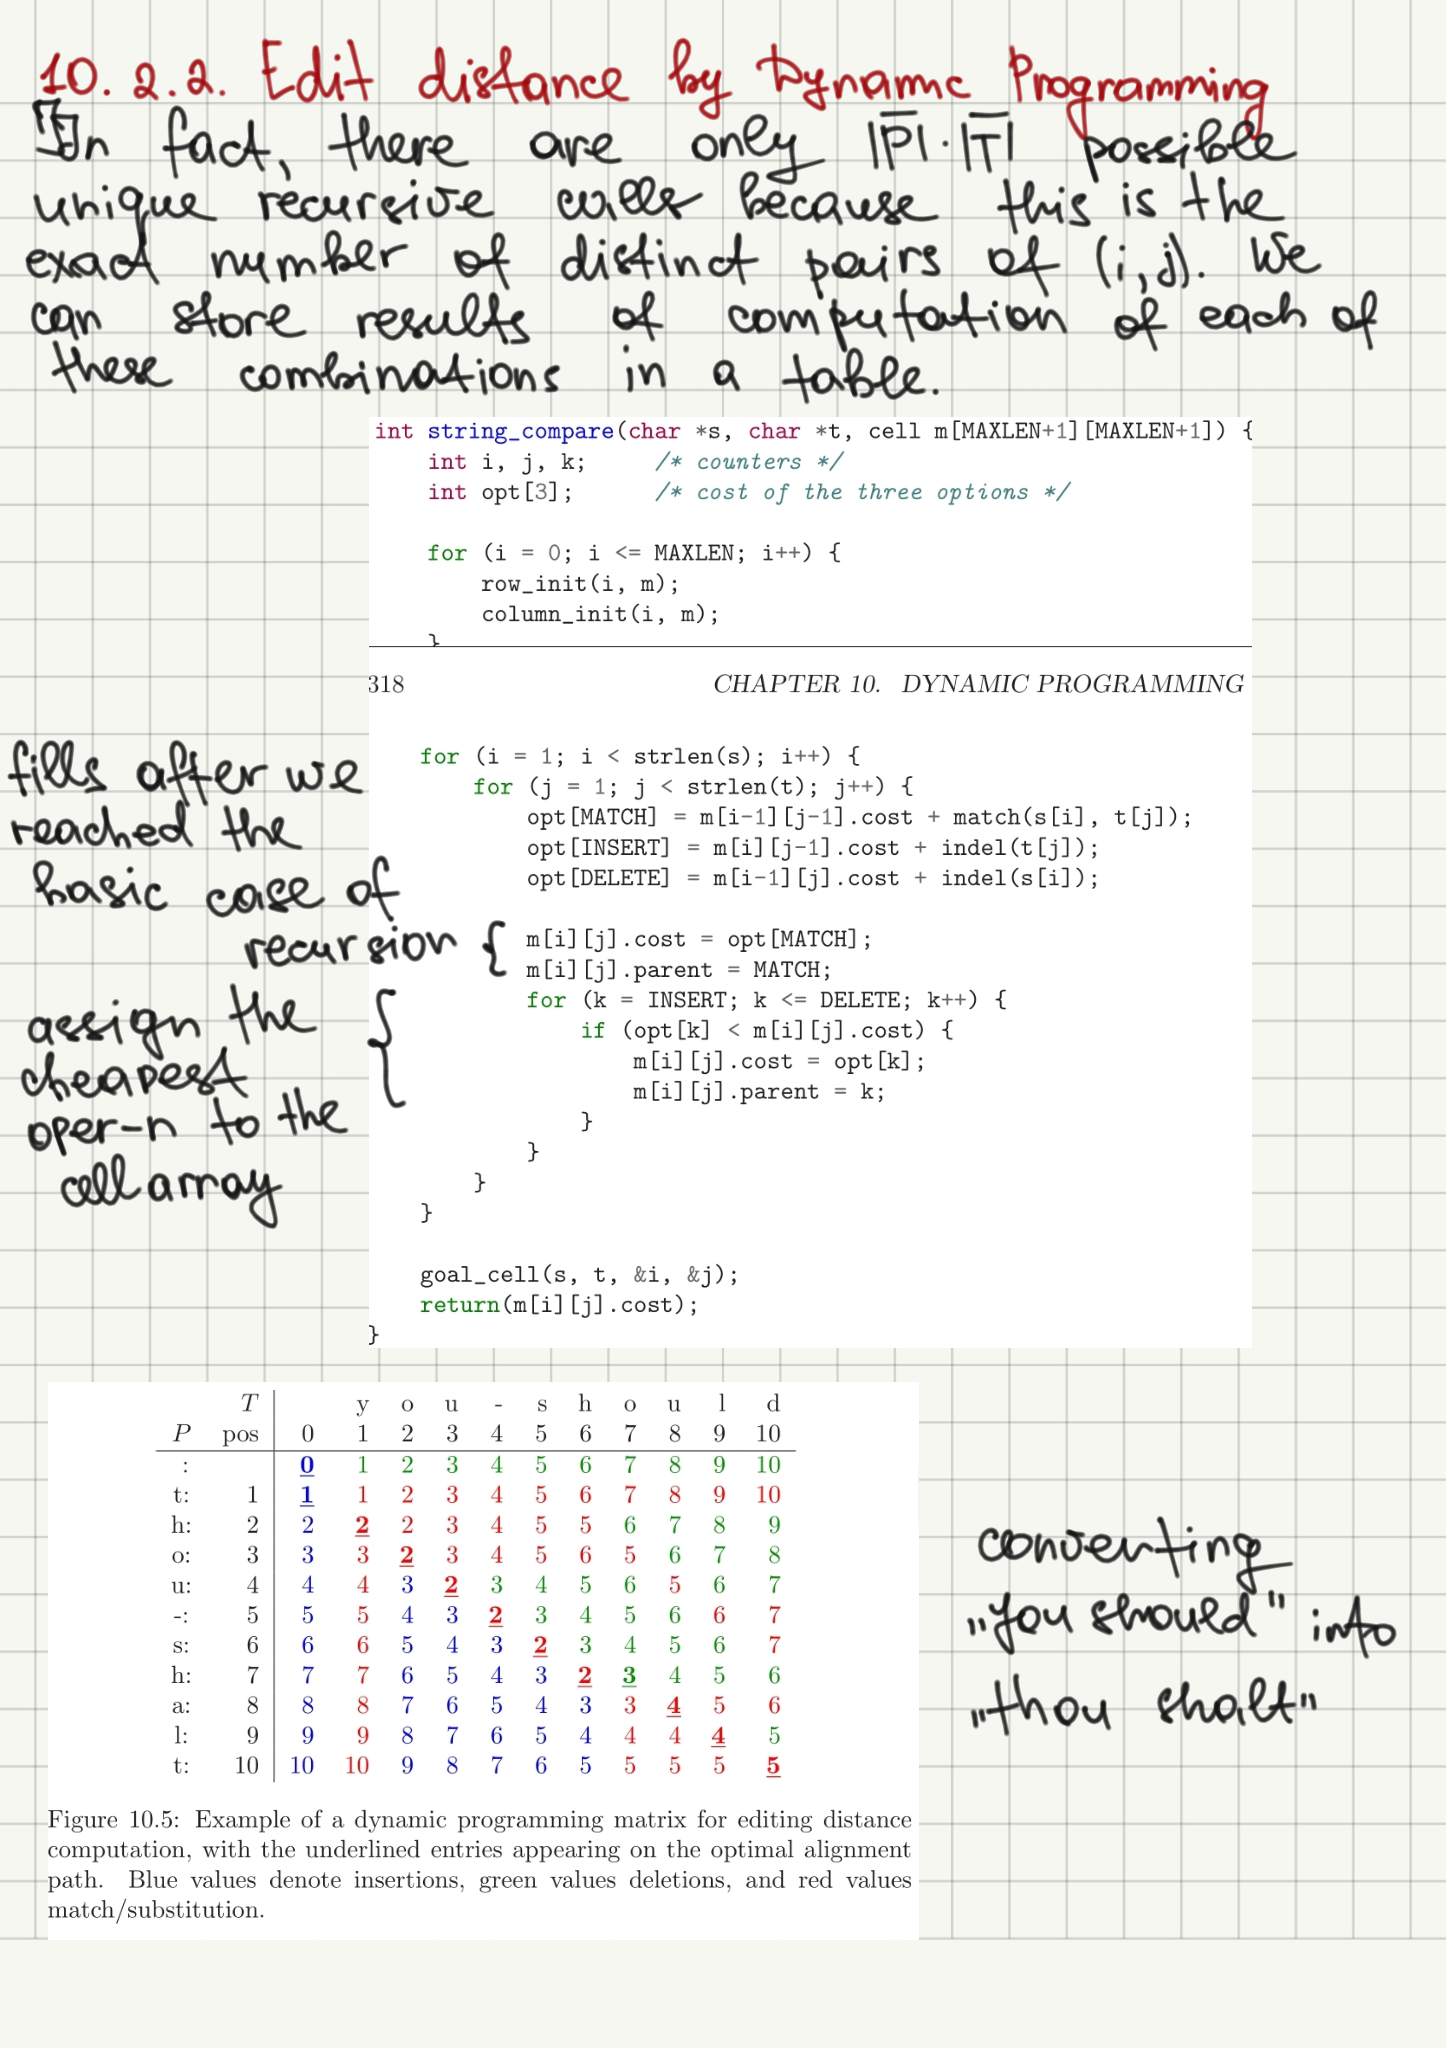 10.2.2. Edit distance by Dynamc Programming
In fact, there are only |P|·|T| possible
unique recursive calls because this is the
exact number of distinct pairs of (i,j). We
can store results of computation of each of
these combinations in a table.
int string_compare(char *s, char *t, cell m[MAXLEN+1][MAXLEN+1]) {
int i, j, k; /* counters */
int opt[3]; /* cost of the three options */
for (i = 0; i <= MAXLEN; i++) {
row_init(i, m);
column_init(i, m);
}
318 CHAPTER 10. DYNAMIC PROGRAMMING
for (i = 1; i < strlen(s); i++) {
for (j = 1; j < strlen(t); j++) {
opt[MATCH] = m[i-1][j-1].cost + match(s[i], t[j]);
opt[INSERT] = m[i][j-1].cost + indel(t[j]);
opt[DELETE] = m[i-1][j].cost + indel(s[i]);
fills after we
reached the
basic case of
recursion {
m[i][j].cost = opt[MATCH];
m[i][j].parent = MATCH;
for (k = INSERT; k <= DELETE; k++) {
if (opt[k] < m[i][j].cost) {
m[i][j].cost = opt[k];
m[i][j].parent = k;
}
}
}
}
assign the {
cheapest
oper-n to the
cell array
goal_cell(s, t, &i, &j);
return(m[i][j].cost);
}
T y o u - s h o u l d
P pos 0 1 2 3 4 5 6 7 8 9 10
: 0 1 2 3 4 5 6 7 8 9 10
t: 1 1 1 2 3 4 5 6 7 8 9 10
h: 2 2 2 2 3 4 5 5 6 7 8 9
o: 3 3 3 2 3 4 5 6 5 6 7 8
u: 4 4 4 3 2 3 4 5 6 5 6 7
-: 5 5 5 4 3 2 3 4 5 6 6 7
s: 6 6 6 5 4 3 2 3 4 5 6 7
h: 7 7 7 6 5 4 3 2 3 4 5 6
a: 8 8 8 7 6 5 4 3 3 4 5 6
l: 9 9 9 8 7 6 5 4 4 4 4 5
t: 10 10 10 9 8 7 6 5 5 5 5 5
Figure 10.5: Example of a dynamic programming matrix for editing distance
computation, with the underlined entries appearing on the optimal alignment
path. Blue values denote insertions, green values deletions, and red values
match/substitution.
converting
„you should" into
„thou shalt"